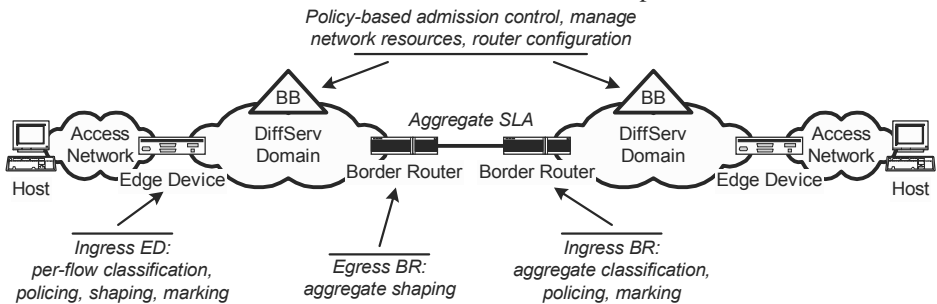 Policy-based admission control, manage
network resources, router configuration
BB
BB
Access
Network
DiffServ
Domain
Aggregate SLA
DiffServ
Domain
Access
Network
Host
Edge Device
Border Router
Border Router
Edge Device
Host
Ingress ED:
per-flow classification,
policing, shaping, marking
Egress BR:
aggregate shaping
Ingress BR:
aggregate classification,
policing, marking